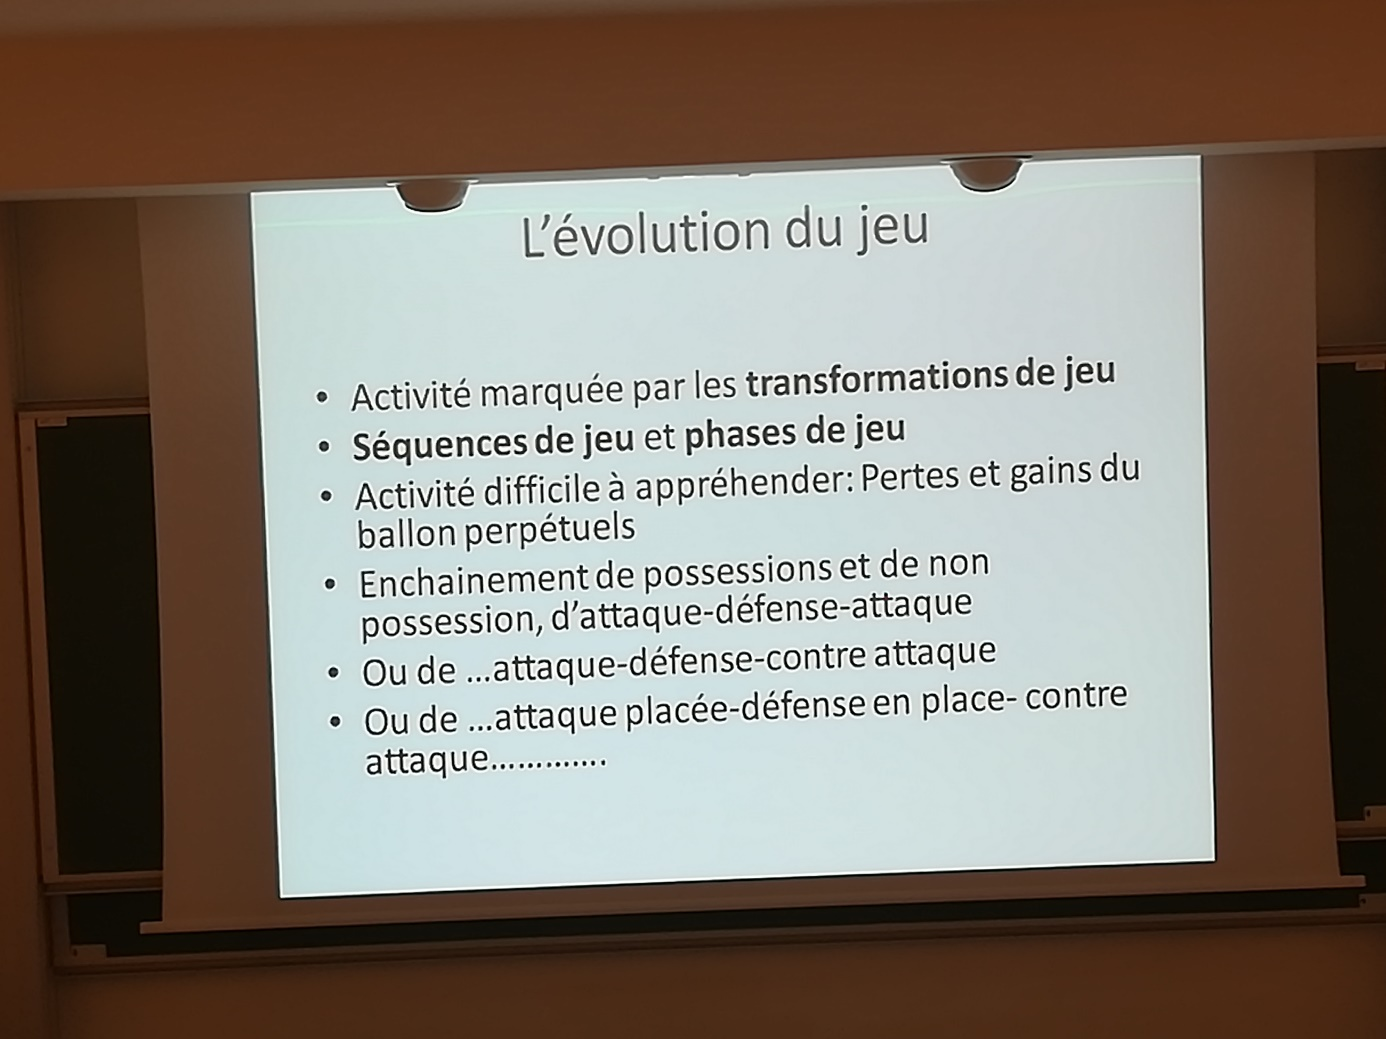 L'évolution du jeu
• Activité marquée par les transformations de jeu
• Séquences de jeu et phases de jeu
• Activité difficile à appréhender: Pertes et gains du
ballon perpétuels
• Enchainement de possessions et de non
possession, d'attaque-défense-attaque
• Ou de ...attaque-défense-contre attaque
• Ou de ...attaque placée-défense en place- contre
attaque.............